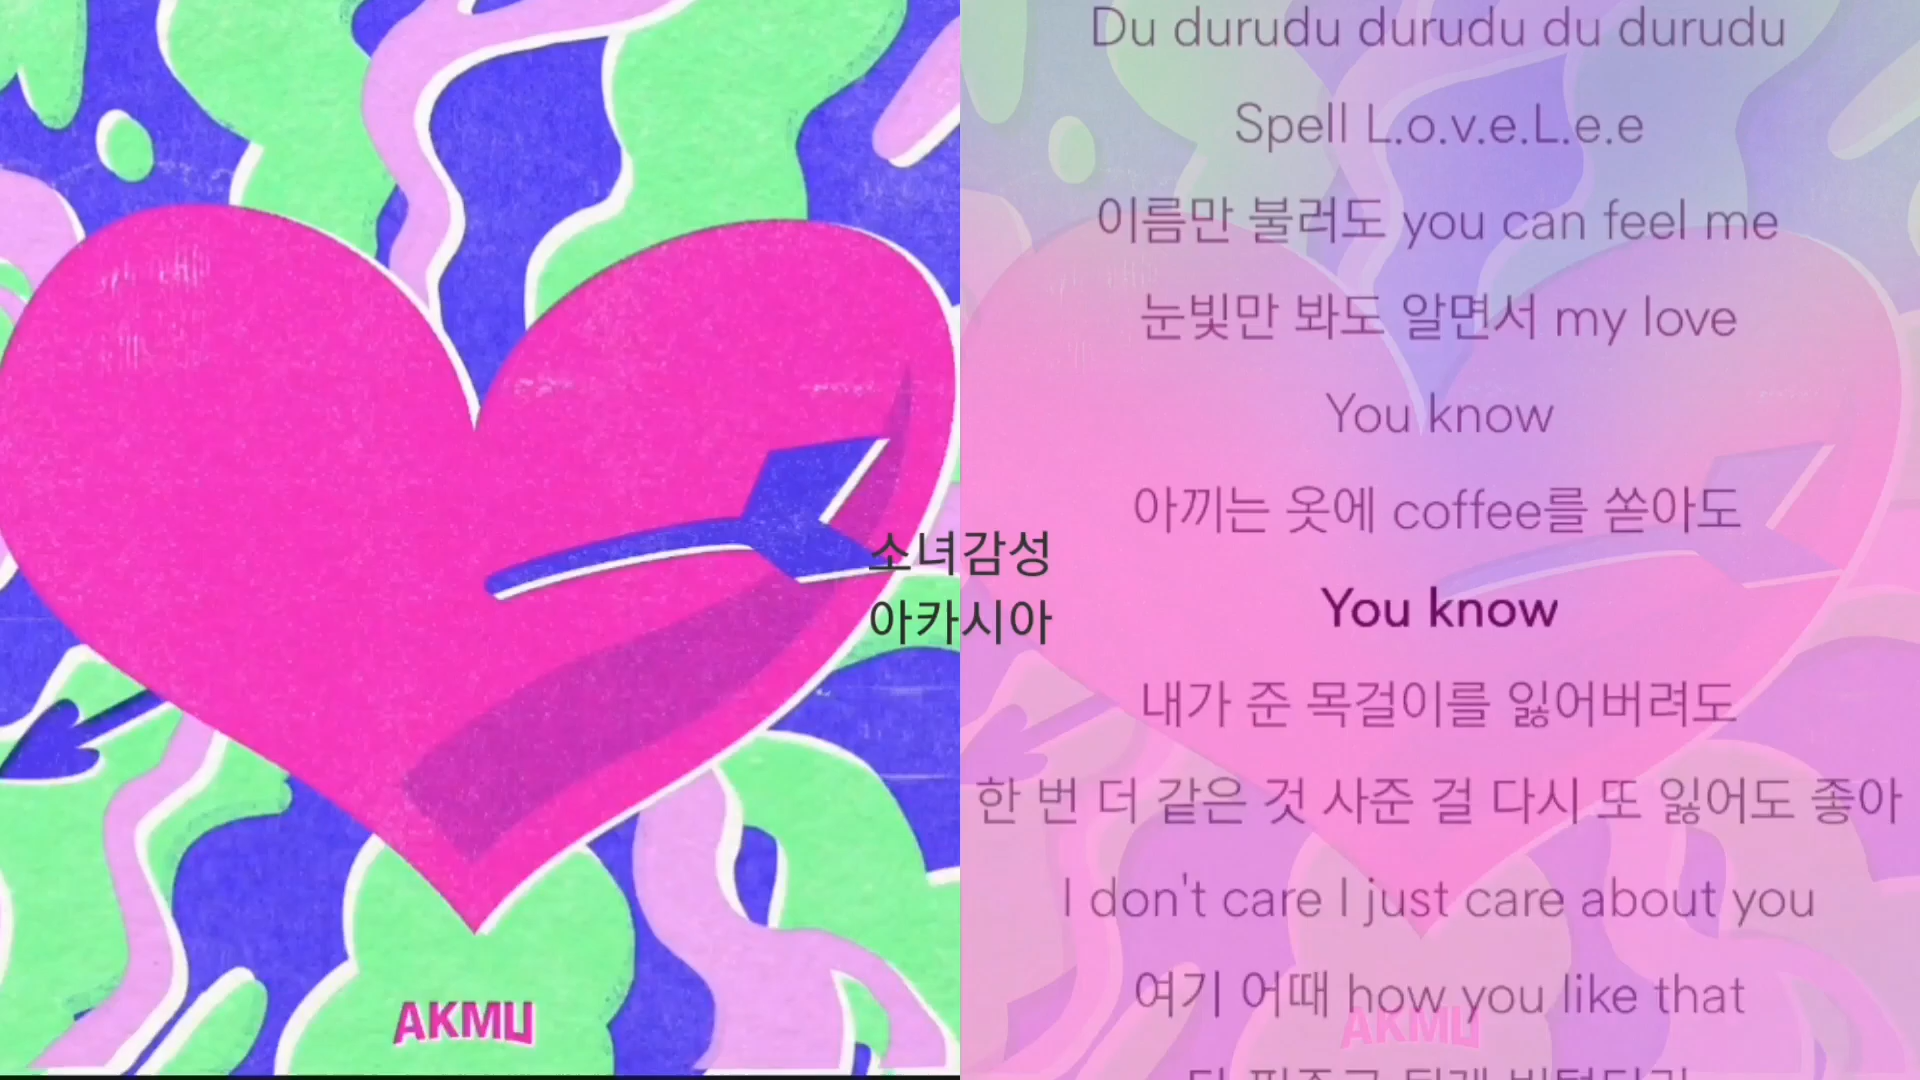 AKMU
소녀감성
아카시아
Du durudu durudu du durudu
Spell L.o.v.e.L.e.e
이름만 불러도 you can feel me
눈빛만 봐도 알면서 my love
You know
아끼는 옷에 coffee를 쏟아도
You know
내가 준 목걸이를 잃어버려도
한 번 더 같은 것 사준 걸 다시 또 잃어도 좋아
I don't care I just care about you
여기 어때 how you like that
AKMU